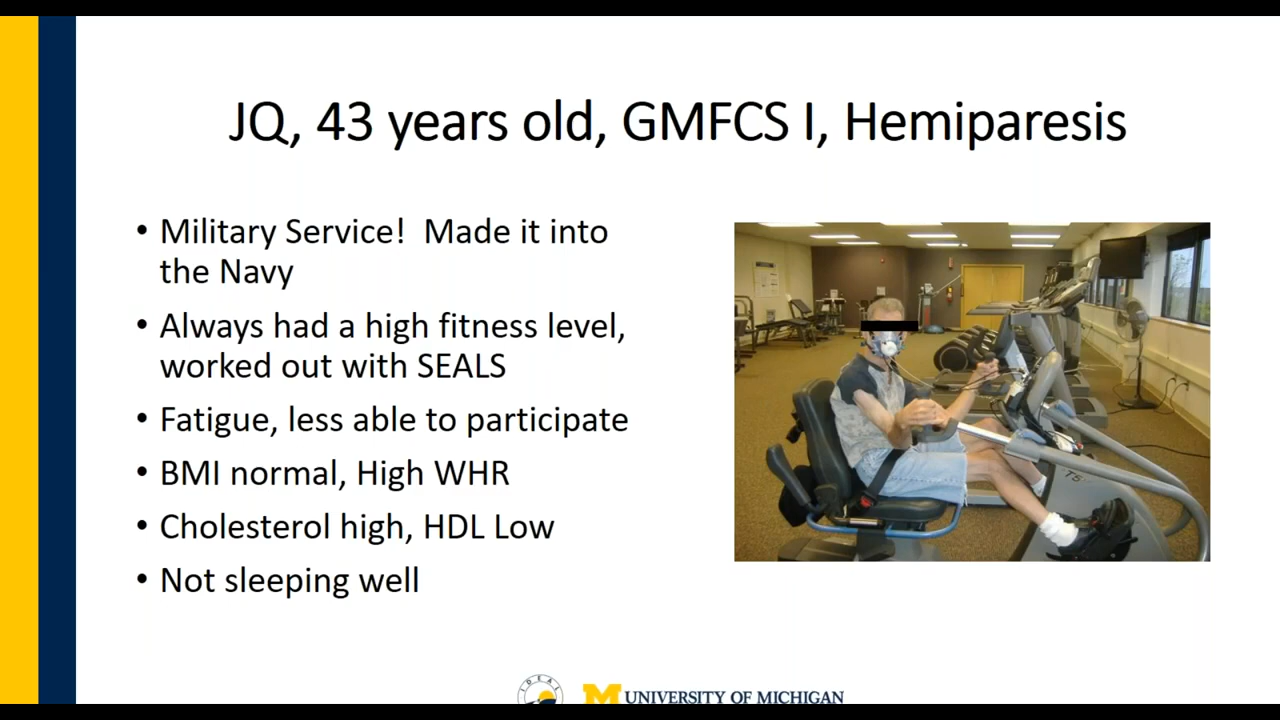 JQ, 43 years old, GMFCS I, Hemiparesis
• Military Service!  Made it into
the Navy
• Always had a high fitness level,
worked out with SEALS
• Fatigue, less able to participate
• BMI normal, High WHR
• Cholesterol high, HDL Low
• Not sleeping well
T5
IDEAL
M UNIVERSITY OF MICHIGAN